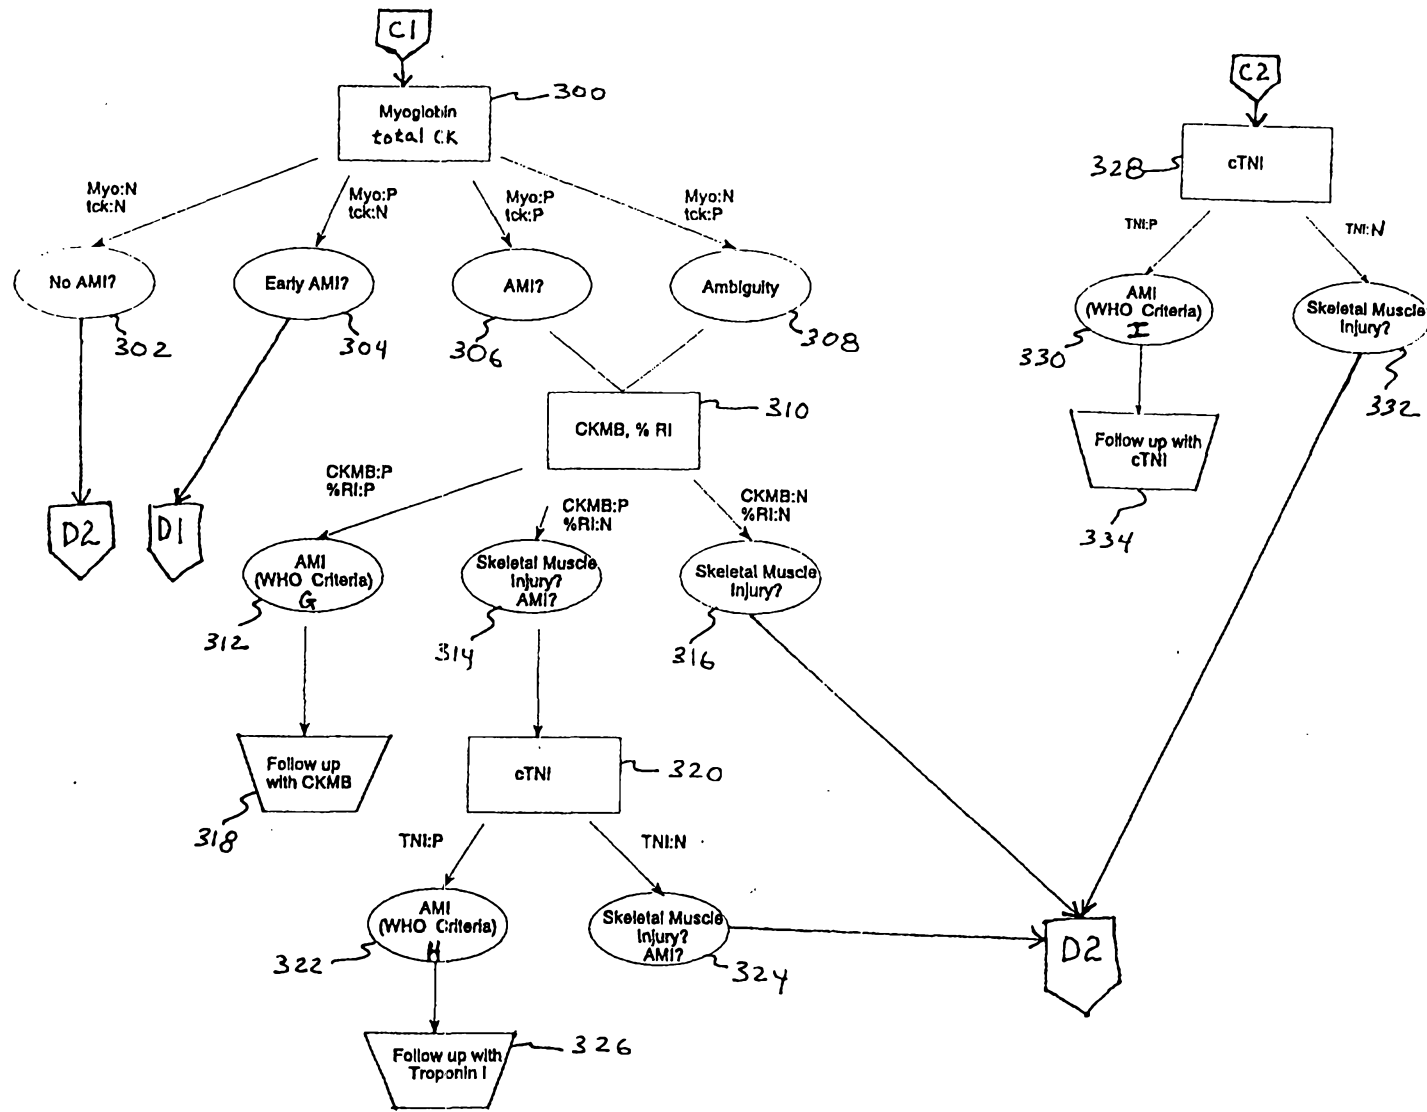 C1
300
Myoglobin
total CK
C2
cTNI
328
Myo:N
tck:N
Myo:P
tck:N
Myo:P
tck:P
Myo:N
tck:P
TNI:P
TNI:N
No AMI?
302
Early AMI?
304
AMI?
306
Ambiguity
308
AMI
(WHO Criteria)
I
330
Skeletal Muscle
Injury?
332
CKMB, % RI
310
Follow up with
cTNI
334
CKMB:P
%RI:P
CKMB:P
%RI:N
CKMB:N
%RI:N
D2
D1
AMI
(WHO Criteria)
G
312
Skeletal Muscle
Injury?
AMI?
314
Skeletal Muscle
Injury?
316
Follow up
with CKMB
318
cTNI
320
TNI:P
TNI:N
AMI
(WHO Criteria)
H
322
Skeletal Muscle
Injury?
AMI?
324
D2
Follow up with
Troponin I
326